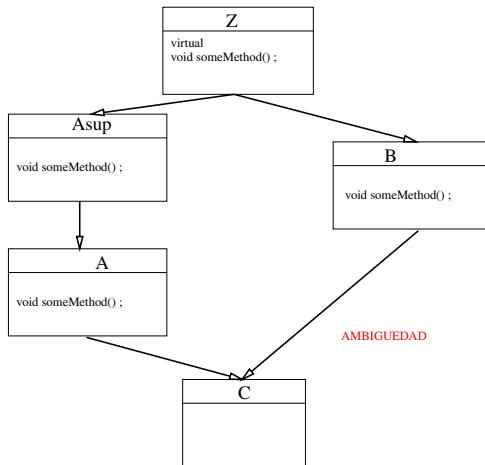 Z
virtual
void someMethod() ;
Asup
void someMethod() ;
B
void someMethod() ;
A
void someMethod() ;
AMBIGUEDAD
C